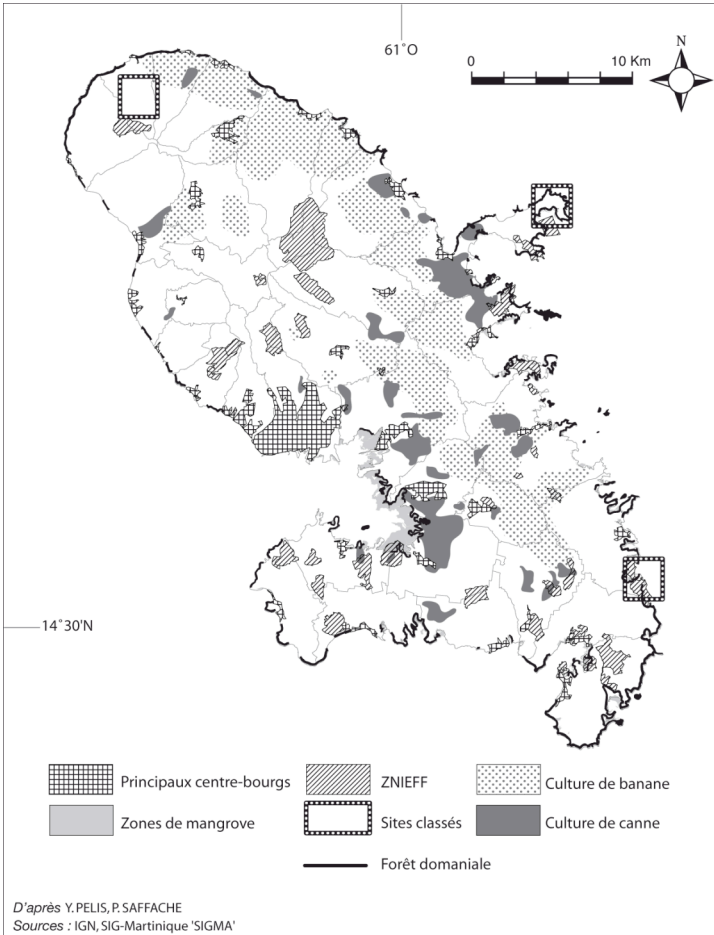 61°O
0 10 Km
N
14°30'N
Principaux centre-bourgs
ZNIEFF
Culture de banane
Zones de mangrove
Sites classés
Culture de canne
Forêt domaniale
D'après Y. PELIS, P. SAFFACHE
Sources : IGN, SIG-Martinique 'SIGMA'